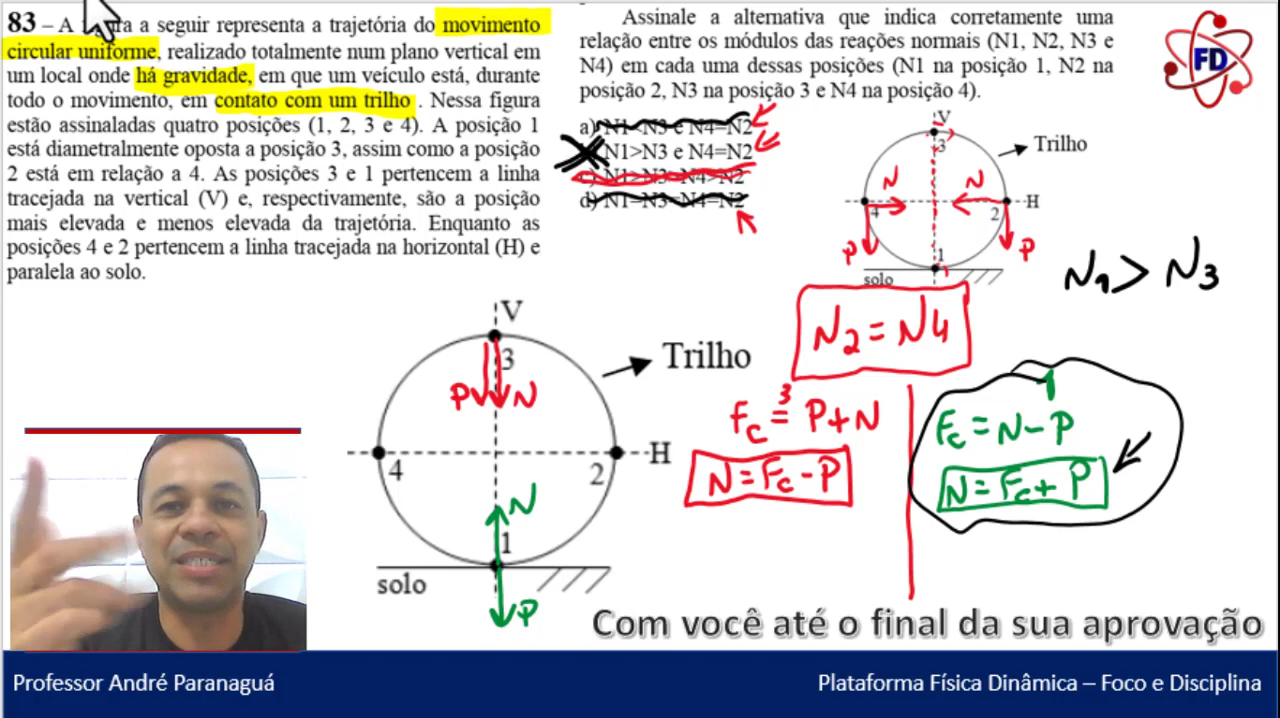 83 – A a a seguir representa a trajetória do movimento
circular uniforme, realizado totalmente num plano vertical em
um local onde há gravidade, em que um veículo está, durante
todo o movimento, em contato com um trilho . Nessa figura
estão assinaladas quatro posições (1, 2, 3 e 4). A posição 1
está diametralmente oposta a posição 3, assim como a posição
2 está em relação a 4. As posições 3 e 1 pertencem a linha
tracejada na vertical (V) e, respectivamente, são a posição
mais elevada e menos elevada da trajetória. Enquanto as
posições 4 e 2 pertencem a linha tracejada na horizontal (H) e
paralela ao solo.
Assinale a alternativa que indica corretamente uma
relação entre os módulos das reações normais (N1, N2, N3 e
N4) em cada uma dessas posições (N1 na posição 1, N2 na
posição 2, N3 na posição 3 e N4 na posição 4).
a) N1<N3 e N4=N2
N1>N3 e N4=N2
c) N1>N3=N4>N2
d) N1=N3=N4=N2
FD
V
3
Trilho
N
N
4
2
H
P
P
1
solo
N1 > N3
N2 = N4
V
3
Trilho
P
N
4
2
H
N
1
solo
P
3
Fc = P+N
N = Fc - P
1
Fc = N - P
N = Fc + P
Com você até o final da sua aprovação
Professor André Paranaguá
Plataforma Física Dinâmica – Foco e Disciplina